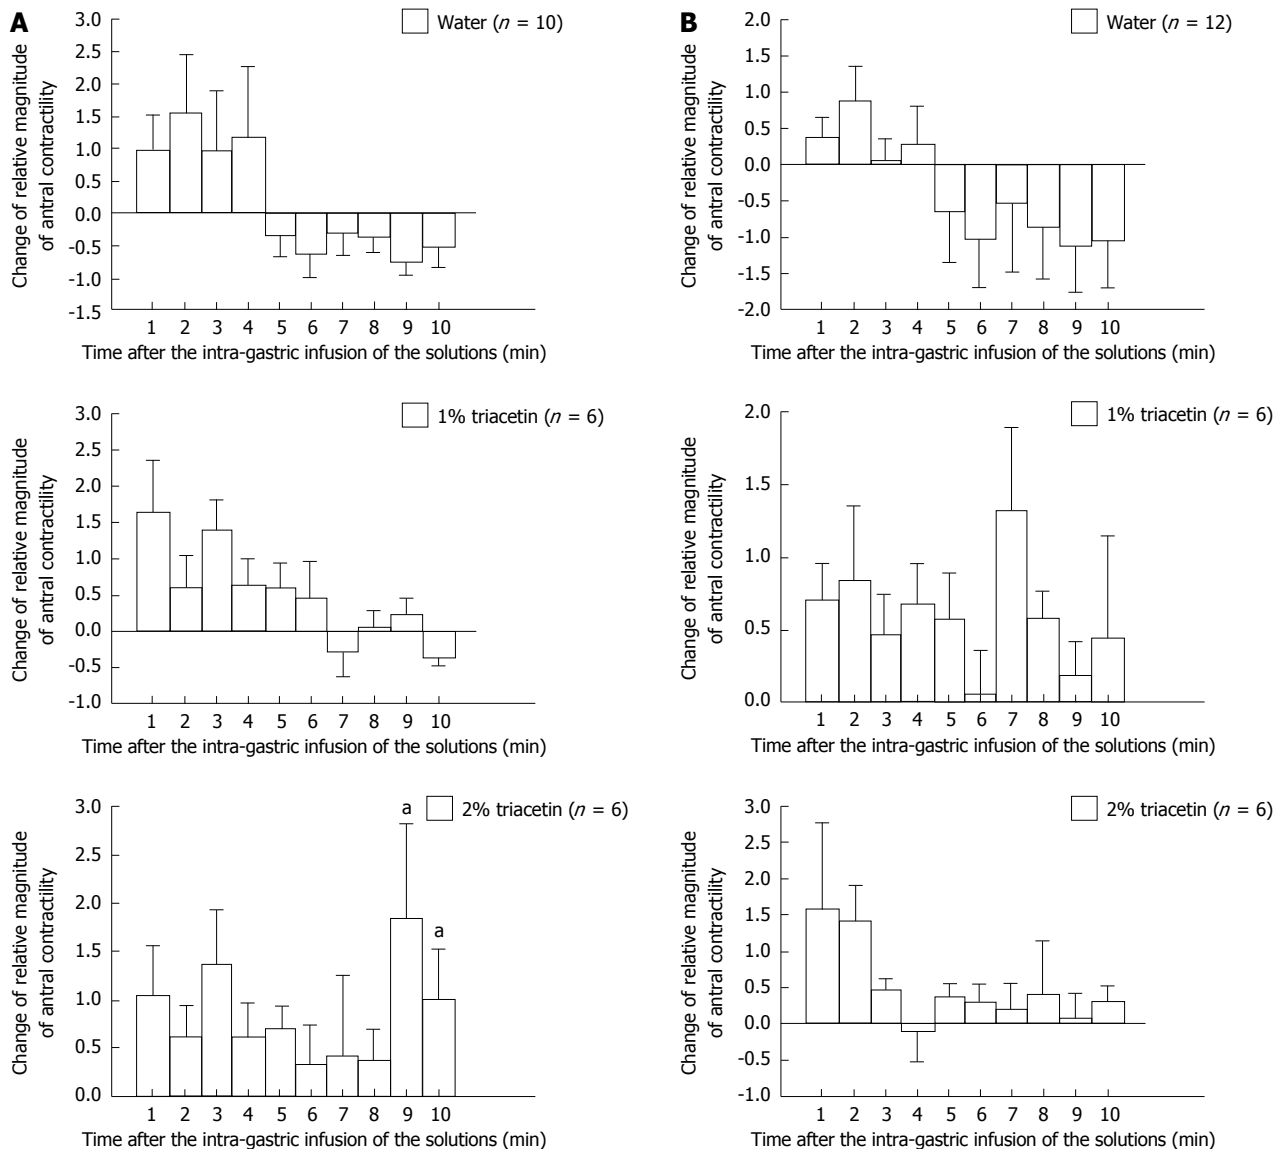 A
Change of relative magnitude
of antral contractility
3.0
2.5
2.0
1.5
1.0
0.5
0.0
-0.5
-1.0
-1.5
Water (n = 10)
1 2 3 4 5 6 7 8 9 10
Time after the intra-gastric infusion of the solutions (min)
B
Change of relative magnitude
of antral contractility
2.0
1.5
1.0
0.5
0.0
-0.5
-1.0
-1.5
-2.0
Water (n = 12)
1 2 3 4 5 6 7 8 9 10
Time after the intra-gastric infusion of the solutions (min)
Change of relative magnitude
of antral contractility
3.0
2.5
2.0
1.5
1.0
0.5
0.0
-0.5
-1.0
1% triacetin (n = 6)
1 2 3 4 5 6 7 8 9 10
Time after the intra-gastric infusion of the solutions (min)
Change of relative magnitude
of antral contractility
2.0
1.5
1.0
0.5
0.0
1% triacetin (n = 6)
1 2 3 4 5 6 7 8 9 10
Time after the intra-gastric infusion of the solutions (min)
Change of relative magnitude
of antral contractility
3.0
2.5
2.0
1.5
1.0
0.5
0.0
2% triacetin (n = 6)
a
a
1 2 3 4 5 6 7 8 9 10
Time after the intra-gastric infusion of the solutions (min)
Change of relative magnitude
of antral contractility
3.0
2.5
2.0
1.5
1.0
0.5
0.0
-0.5
-1.0
2% triacetin (n = 6)
1 2 3 4 5 6 7 8 9 10
Time after the intra-gastric infusion of the solutions (min)